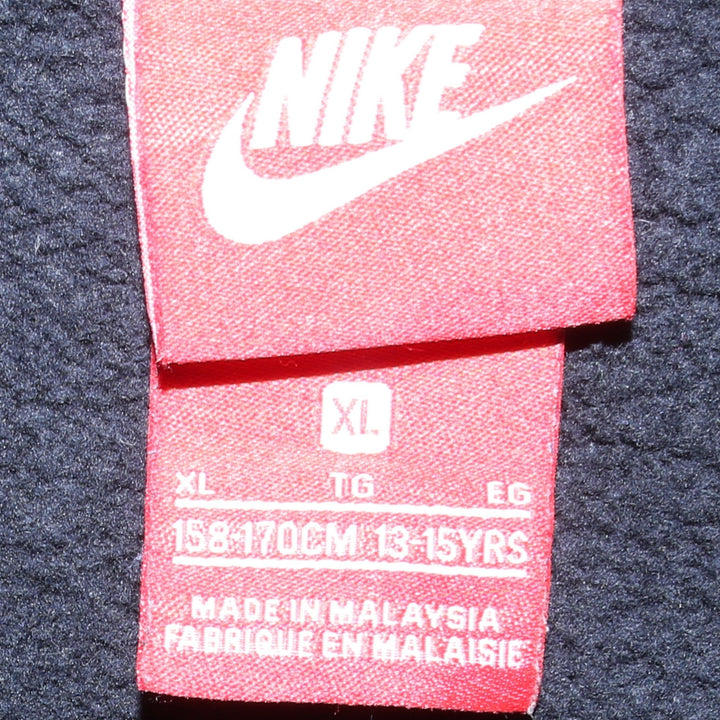 NIKE
XL
XL TG EG
158-170CM 13-15YRS
MADE IN MALAYSIA
FABRIQUE EN MALAISIE